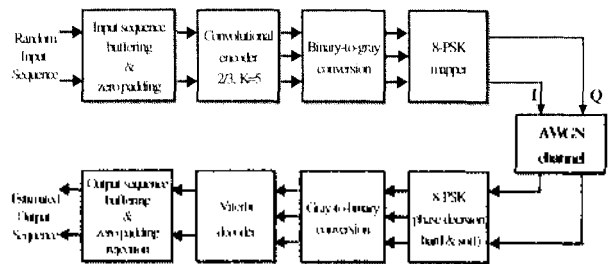 Random
Input
Sequence
Input sequence
buffering
&
zero padding
Convolutional
encoder
2/3, K=5
Binary-to-gray
conversion
8-PSK
mapper
I
Q
AWGN
channel
Estimated
Output
Sequence
Output sequence
buffering
&
zero padding
rejection
Viterbi
decoder
Gray-to-binary
conversion
8-PSK
phase decision
(hard & soft)